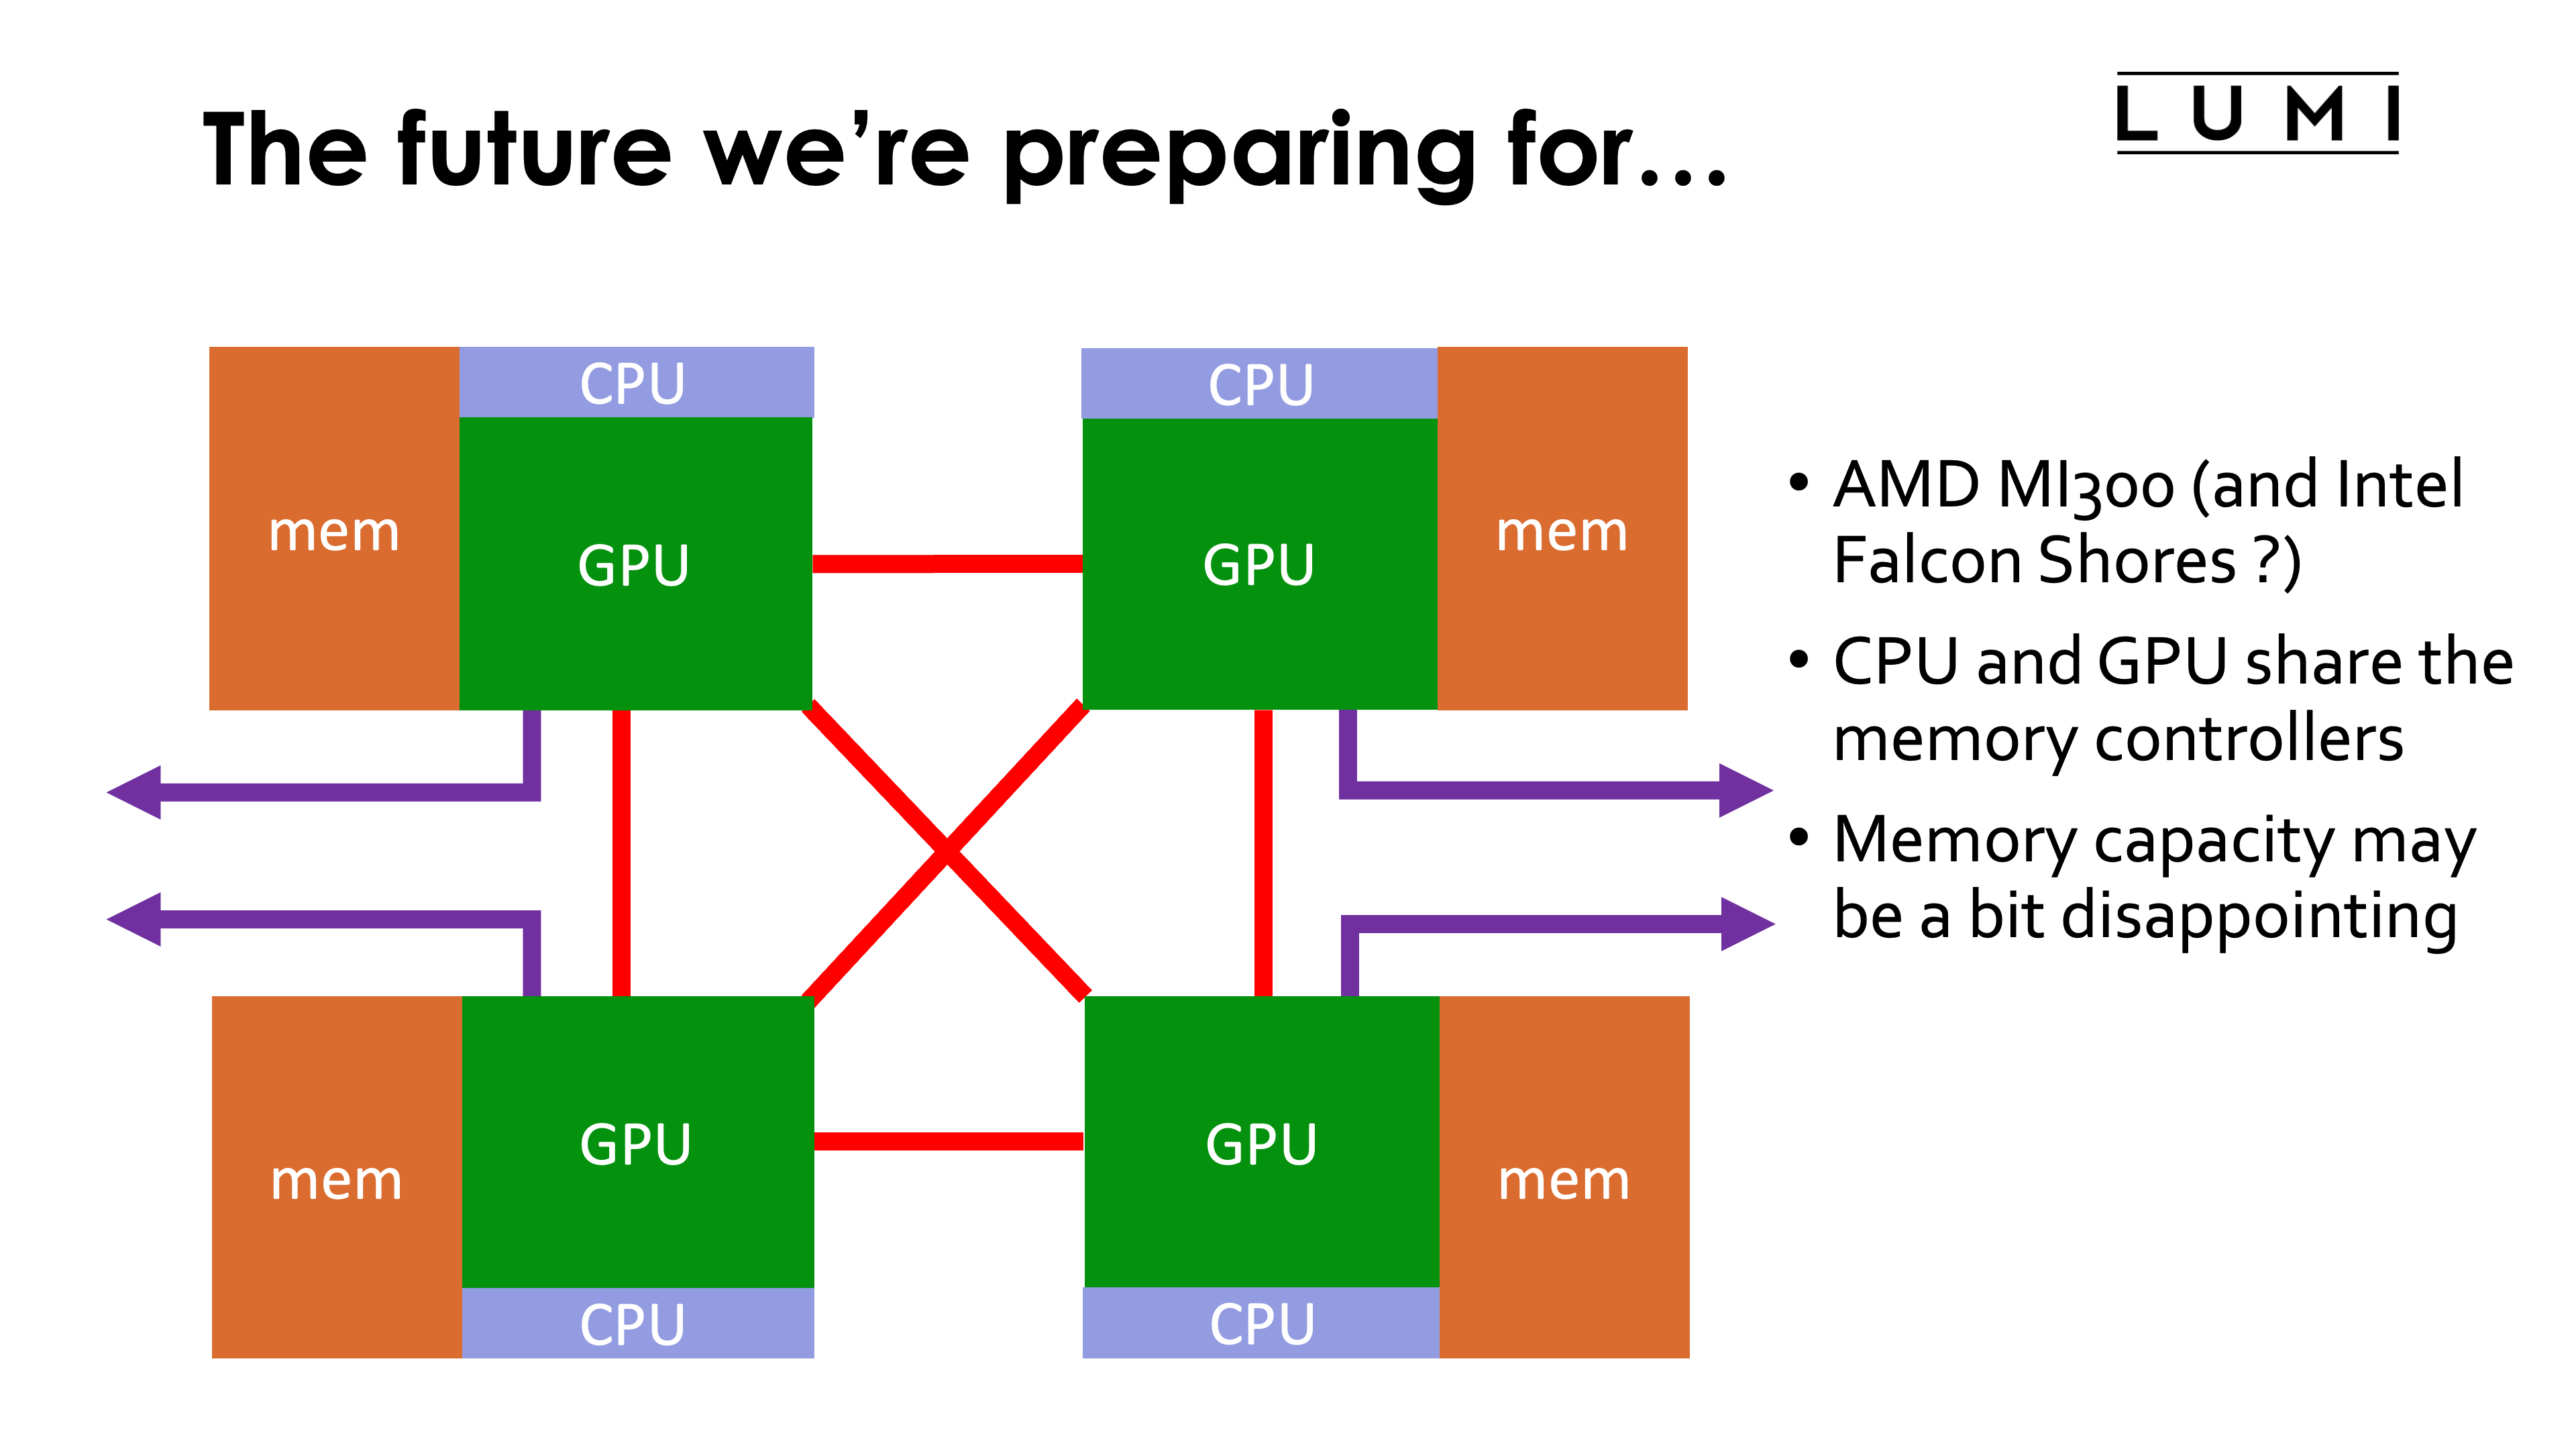 The future we’re preparing for…
LUMI
CPU
CPU
mem
GPU
GPU
mem
• AMD MI300 (and Intel
Falcon Shores ?)
• CPU and GPU share the
memory controllers
• Memory capacity may
be a bit disappointing
mem
GPU
GPU
mem
CPU
CPU